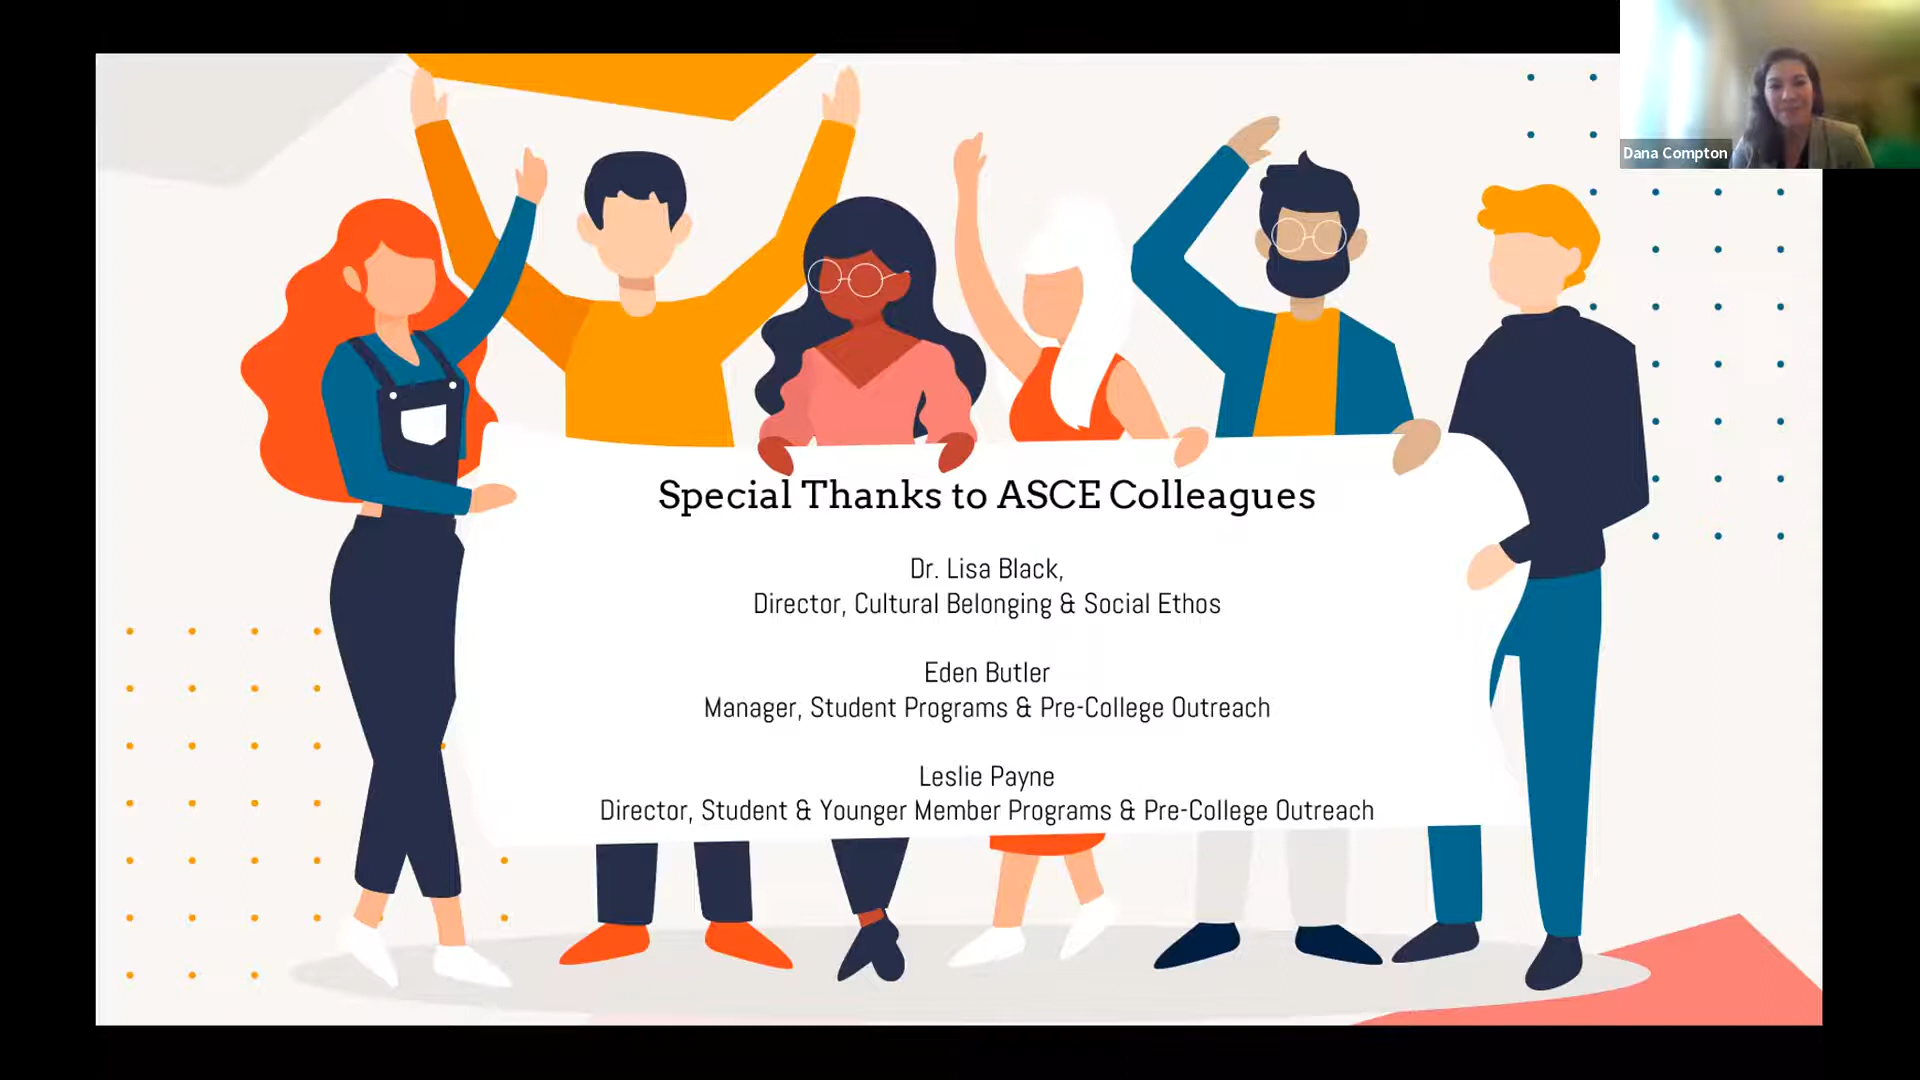 Dana Compton
Special Thanks to ASCE Colleagues
Dr. Lisa Black,
Director, Cultural Belonging & Social Ethos
Eden Butler
Manager, Student Programs & Pre-College Outreach
Leslie Payne
Director, Student & Younger Member Programs & Pre-College Outreach